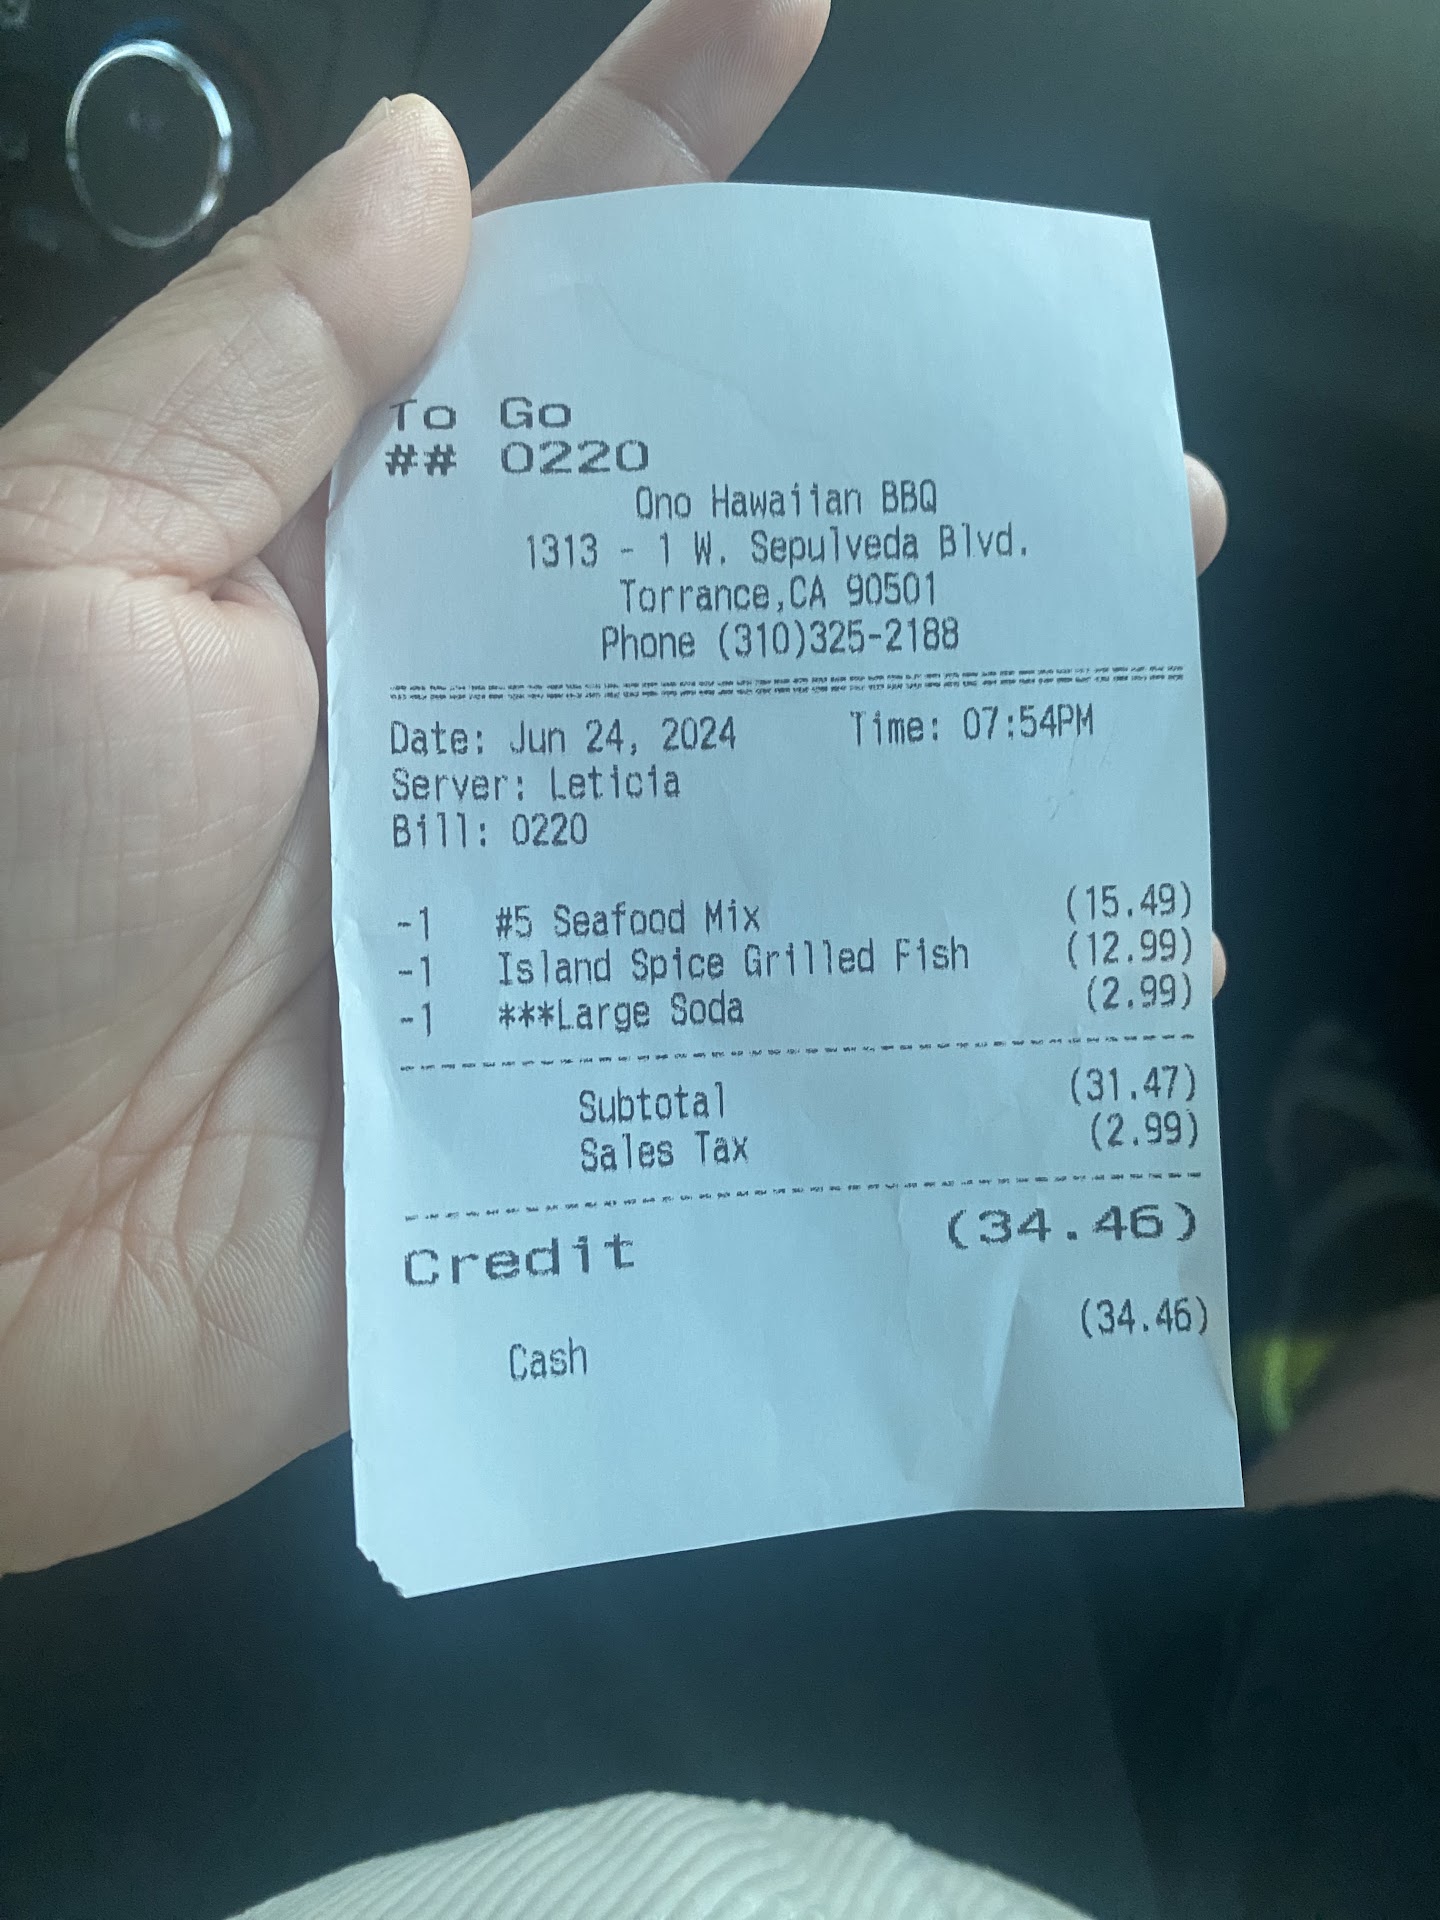 To Go
## 0220
Ono Hawaiian BBQ
1313 - 1 W. Sepulveda Blvd.
Torrance,CA 90501
Phone (310)325-2188
Date: Jun 24, 2024 Time: 07:54PM
Server: Leticia
Bill: 0220
-1 #5 Seafood Mix (15.49)
-1 Island Spice Grilled Fish (12.99)
-1 ***Large Soda (2.99)
Subtotal (31.47)
Sales Tax (2.99)
Credit (34.46)
Cash (34.46)